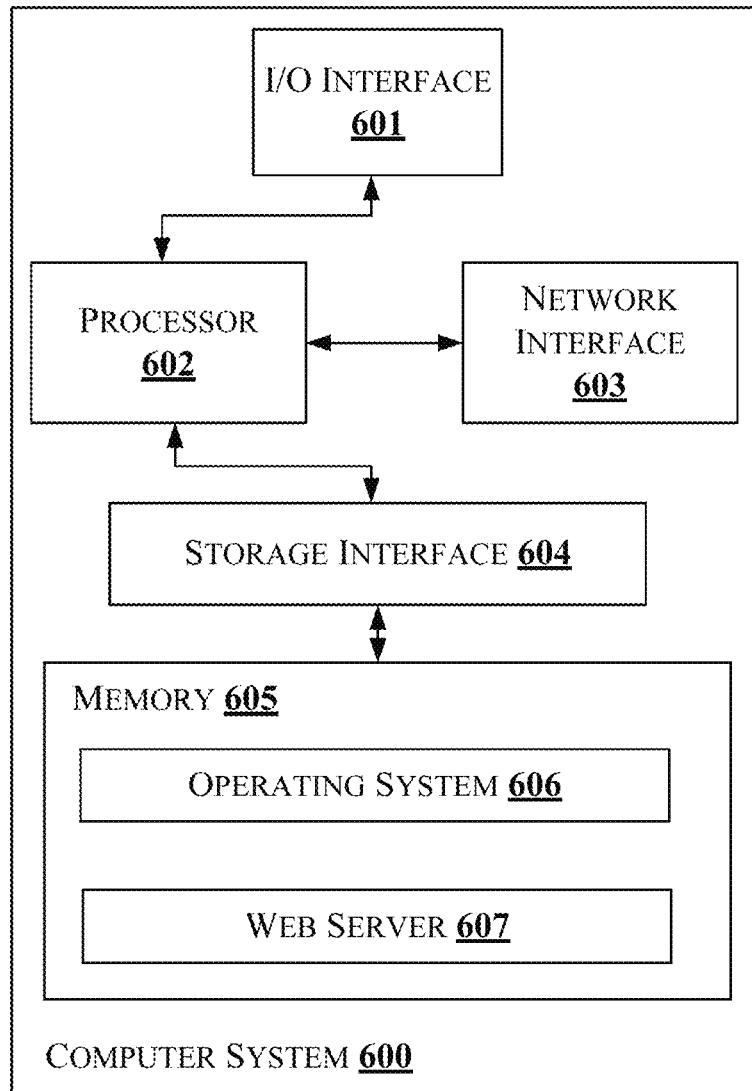 I/O INTERFACE
601
PROCESSOR
602
NETWORK
INTERFACE
603
STORAGE INTERFACE 604
MEMORY 605
OPERATING SYSTEM 606
WEB SERVER 607
COMPUTER SYSTEM 600